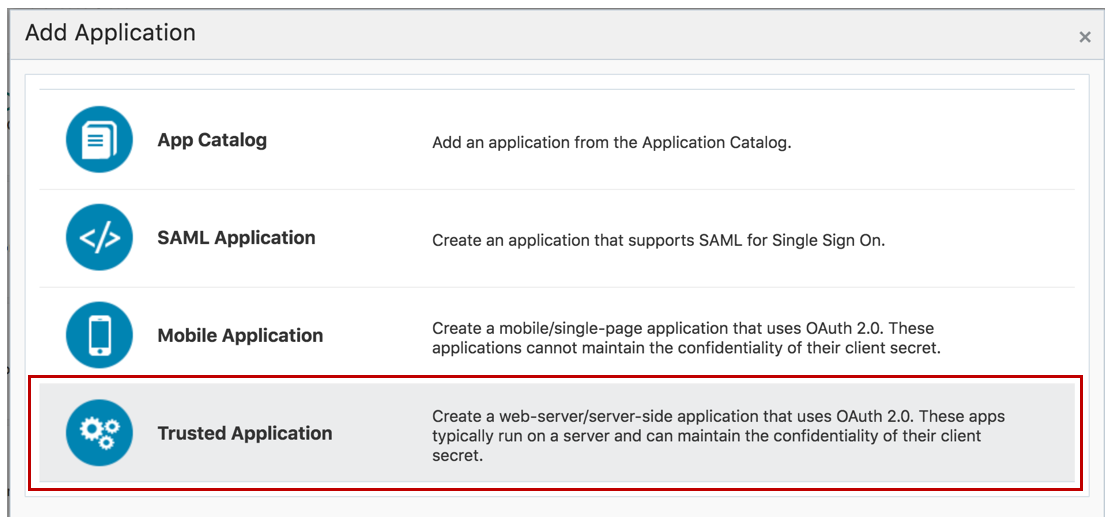 Add Application
×
App Catalog
Add an application from the Application Catalog.
</>
SAML Application
Create an application that supports SAML for Single Sign On.
Mobile Application
Create a mobile/single-page application that uses OAuth 2.0. These
applications cannot maintain the confidentiality of their client secret.
Trusted Application
Create a web-server/server-side application that uses OAuth 2.0. These apps
typically run on a server and can maintain the confidentiality of their client
secret.